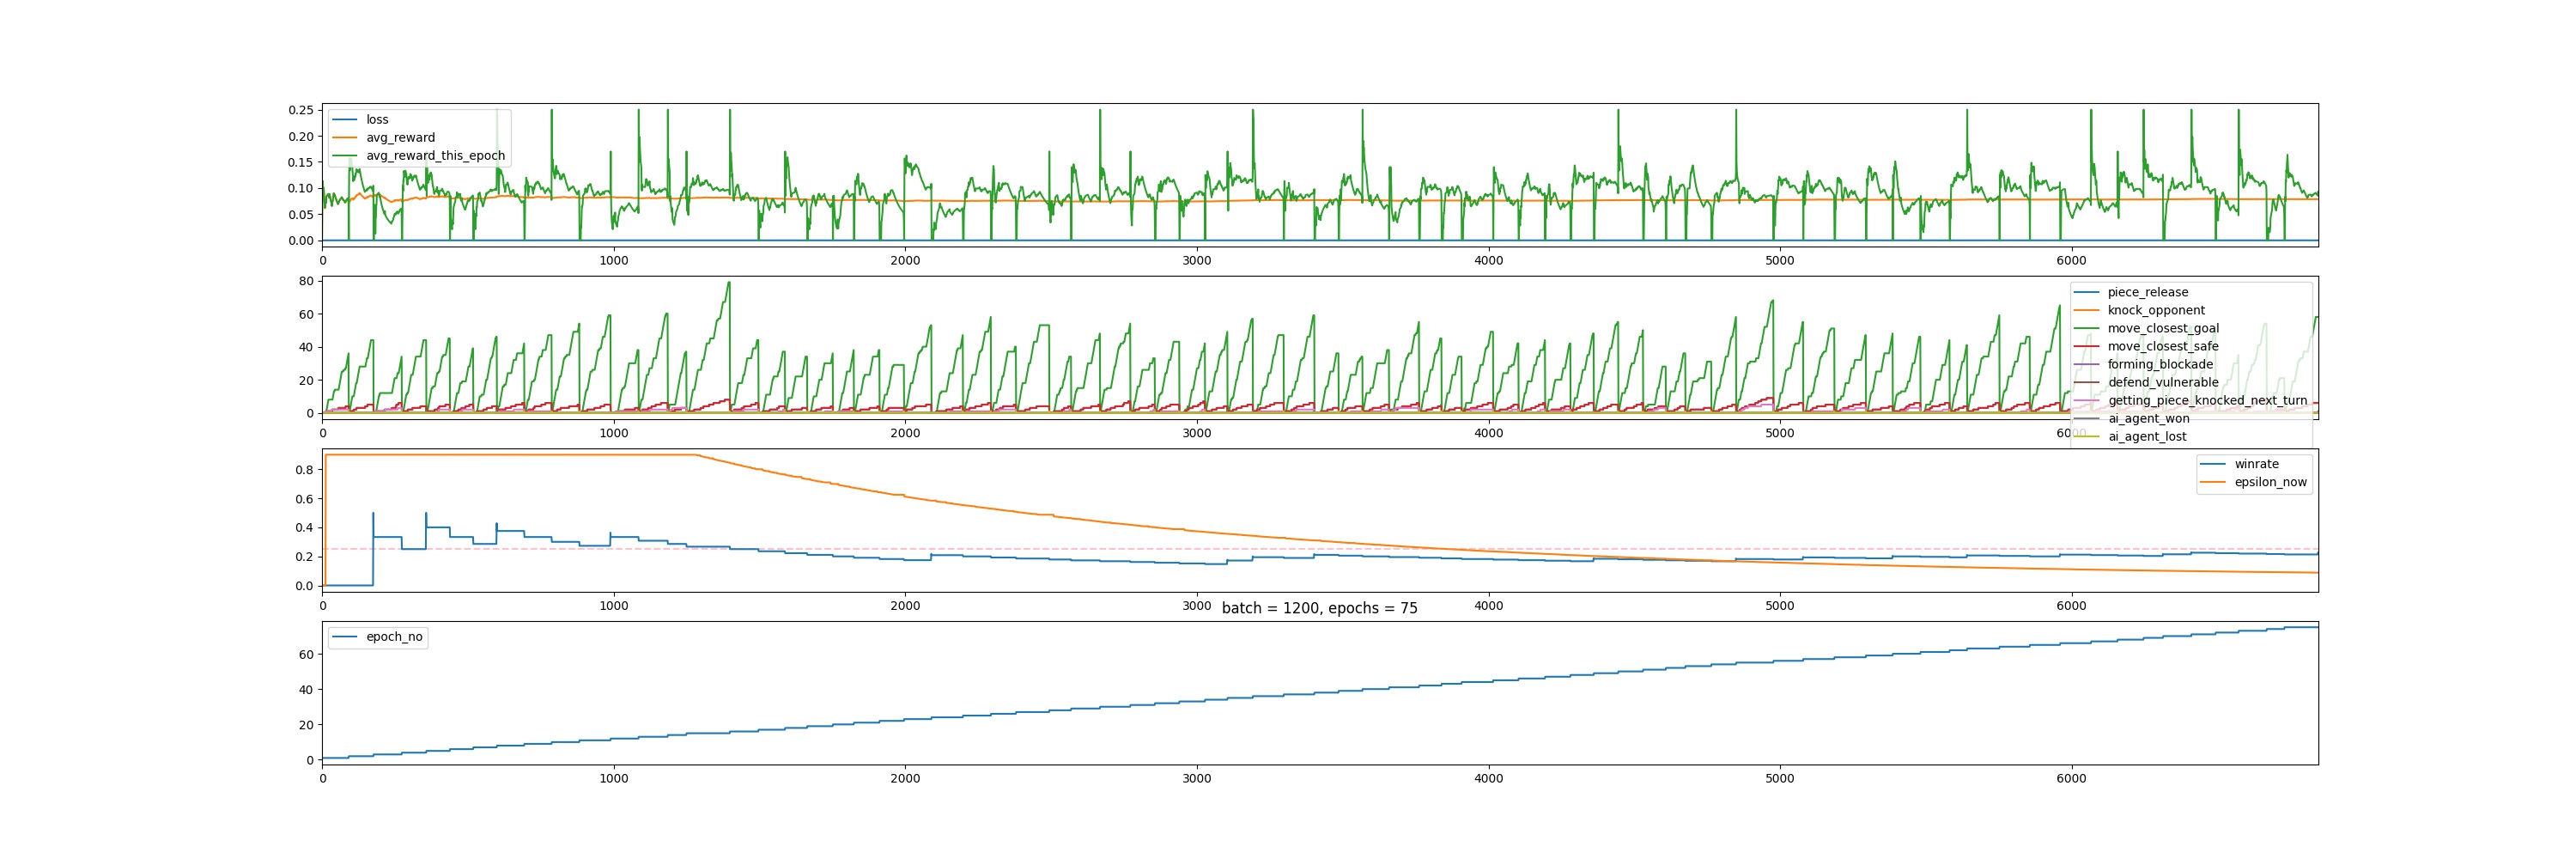 0.25
0.20
0.15
0.10
0.05
0.00
loss
avg_reward
avg_reward_this_epoch
0 1000 2000 3000 4000 5000 6000
80
60
40
20
0
piece_release
knock_opponent
move_closest_goal
move_closest_safe
forming_blockade
defend_vulnerable
getting_piece_knocked_next_turn
ai_agent_won
ai_agent_lost
0 1000 2000 3000 4000 5000 6000
0.8
0.6
0.4
0.2
0.0
winrate
epsilon_now
0 1000 2000 3000 4000 5000 6000
batch = 1200, epochs = 75
60
40
20
0
epoch_no
0 1000 2000 3000 4000 5000 6000